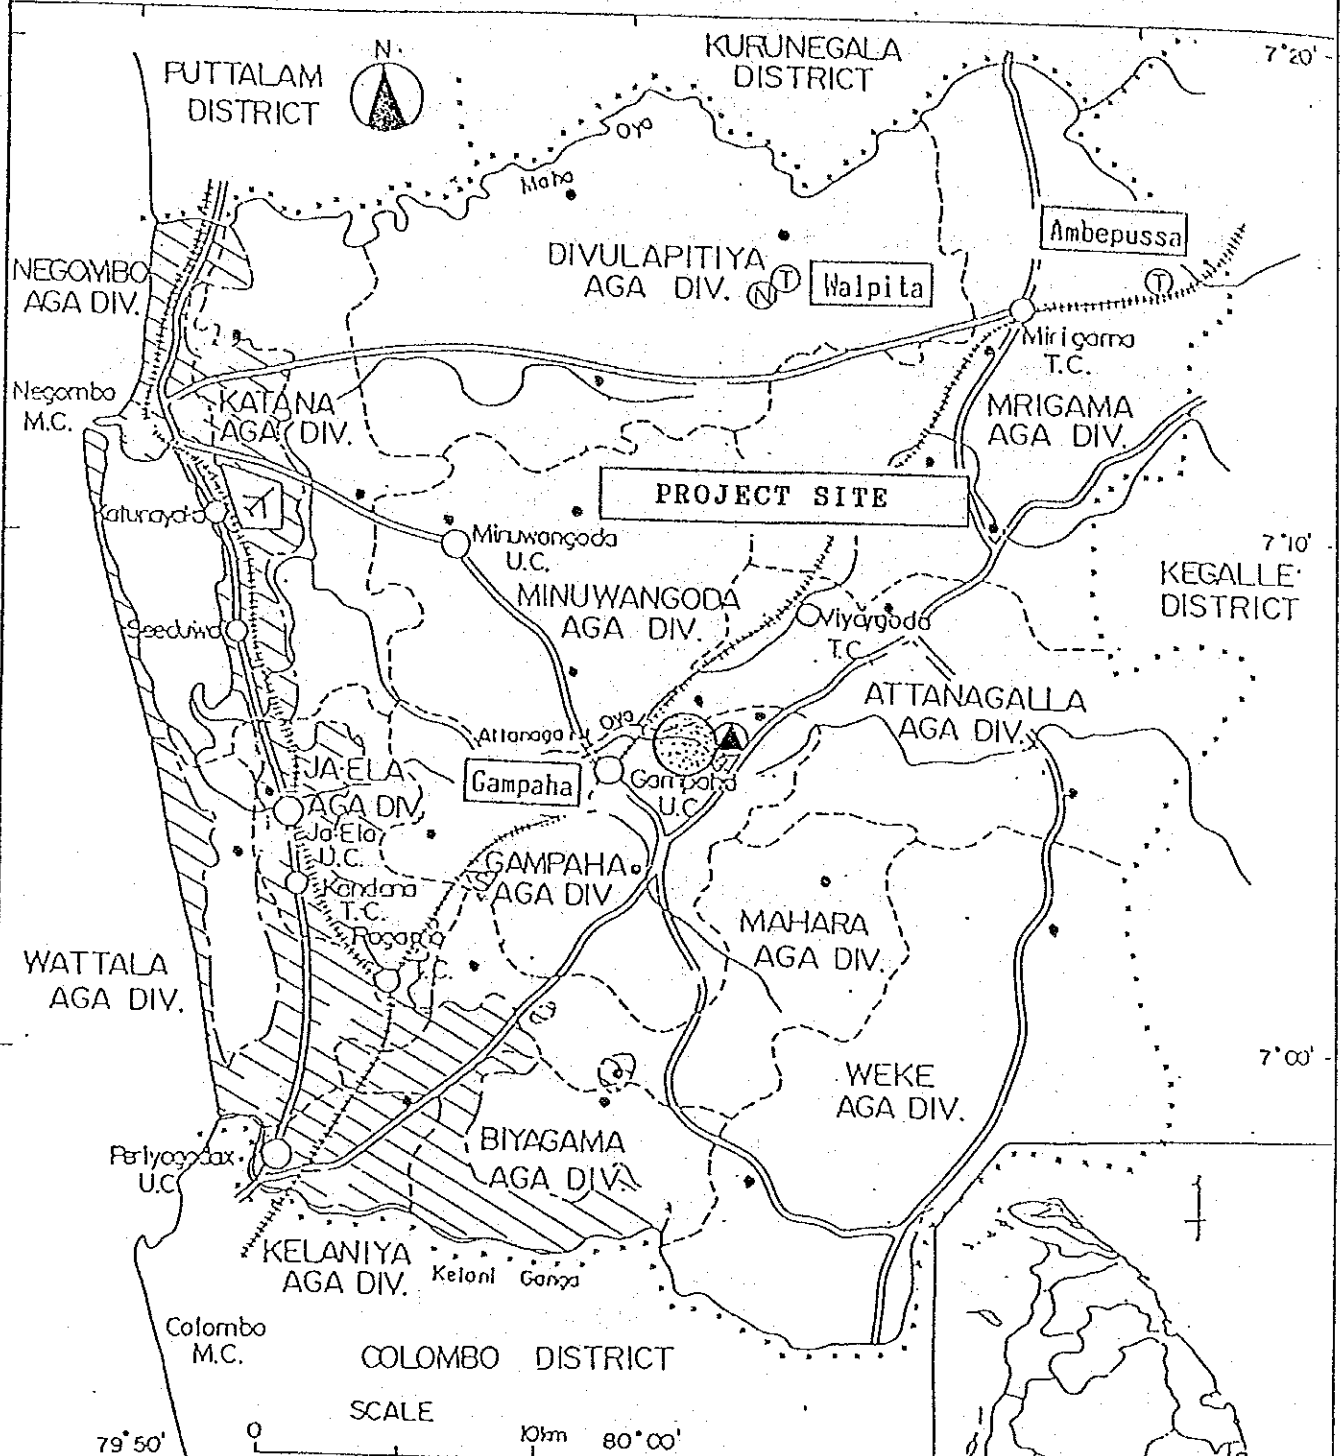 N
PUTTALAM
DISTRICT
KURUNEGALA
DISTRICT
7°20'
Oya
Maha
Ambepussa
NEGOMBO
AGA DIV.
DIVULAPITIYA
AGA DIV.
N
T
Walpita
T
Mirigama
T.C.
Negombo
M.C.
KATANA
AGA DIV.
MRIGAMA
AGA DIV.
PROJECT SITE
Minuwangoda
U.C.
7°10'
KEGALLE
DISTRICT
MINUWANGODA
AGA DIV.
Seeduwa
T.C.
ATTANAGALLA
AGA DIV.
Attanaga
Oya
JA-ELA
AGA DIV
Gampaha
Gampaha
U.C.
Ja-Ela
U.C.
GAMPAHA
AGA DIV
Kandana
T.C.
Ragama
T.C.
MAHARA
AGA DIV.
WATTALA
AGA DIV.
7°00'
WEKE
AGA DIV.
BIYAGAMA
AGA DIV.
U.C
KELANIYA
AGA DIV.
Kelani Ganga
Colombo
M.C.
COLOMBO DISTRICT
SCALE
79°50'
0
10km
80°00'